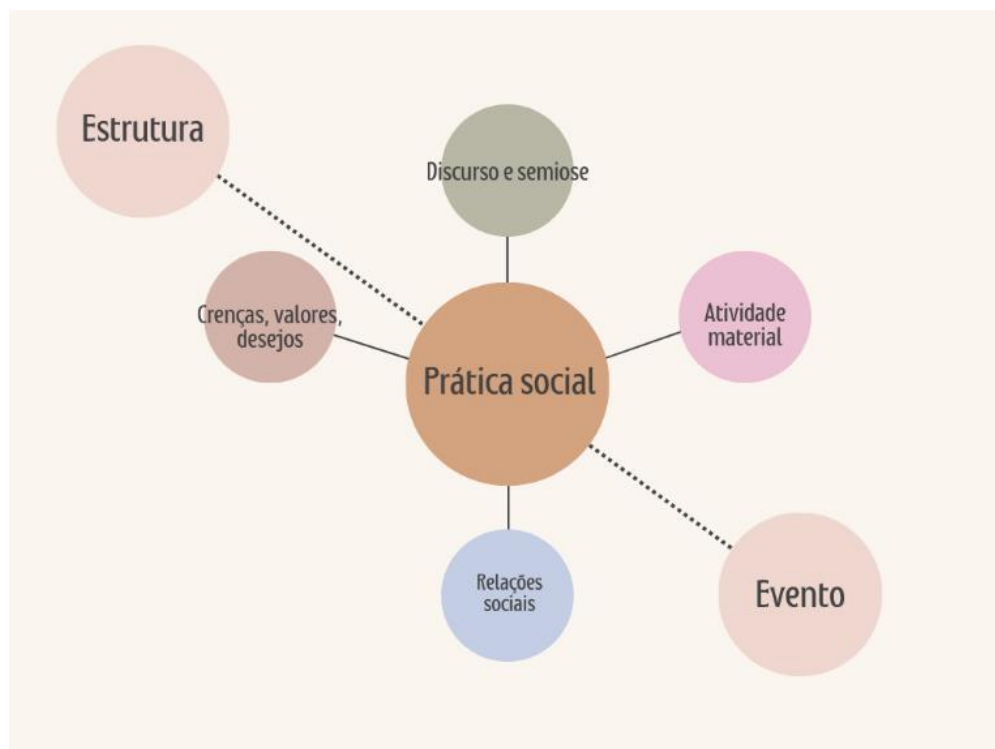 Estrutura
Discurso e semiose
Crenças, valores,
desejos
Atividade
material
Prática social
Relações
sociais
Evento